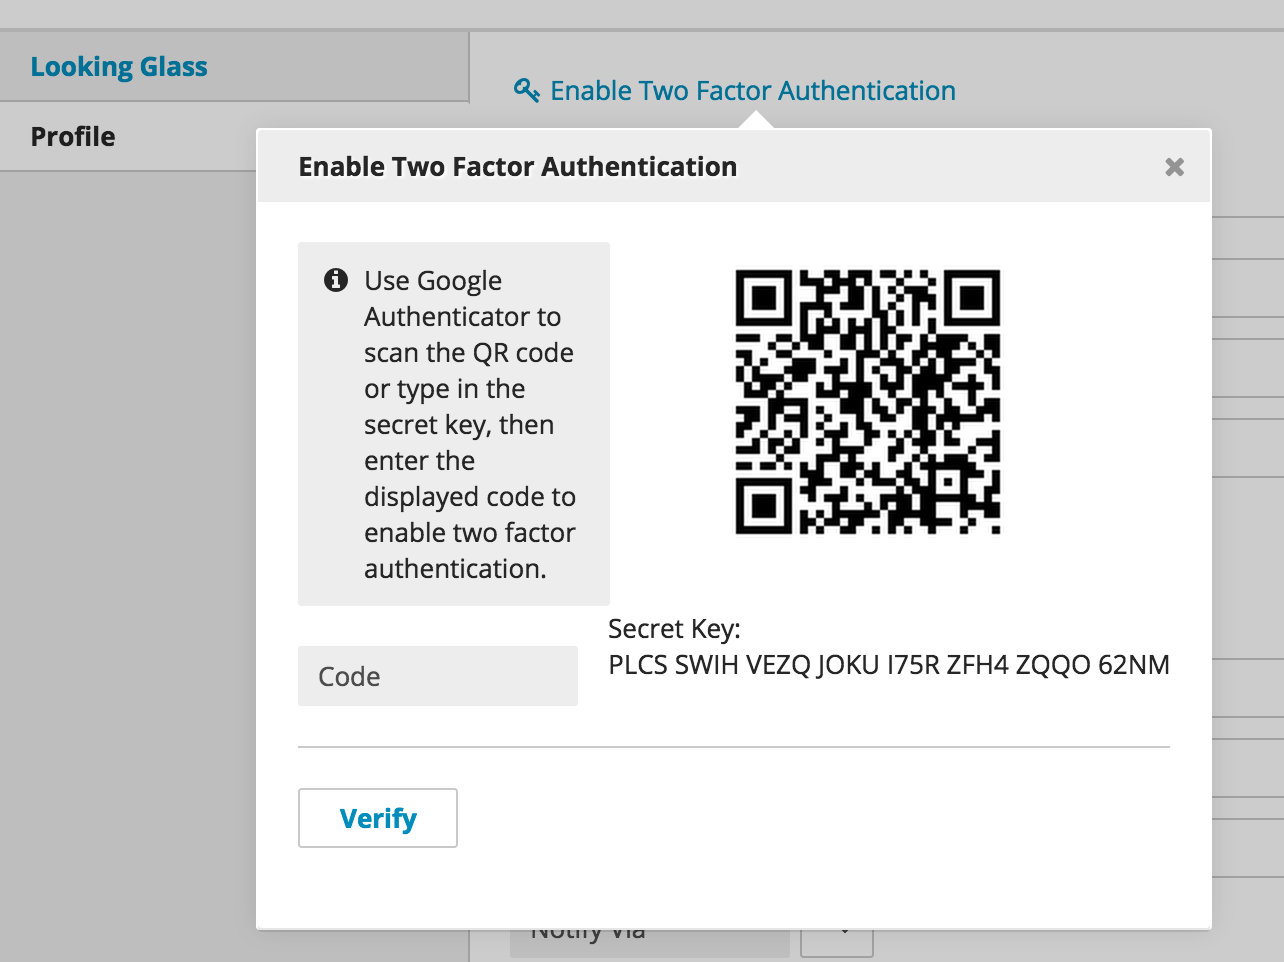 Looking Glass
Enable Two Factor Authentication
Profile
Enable Two Factor Authentication
Use Google
Authenticator to
scan the QR code
or type in the
secret key, then
enter the
displayed code to
enable two factor
authentication.
Secret Key:
PLCS SWIH VEZQ JOKU I75R ZFH4 ZQQO 62NM
Code
Verify
Notify Via